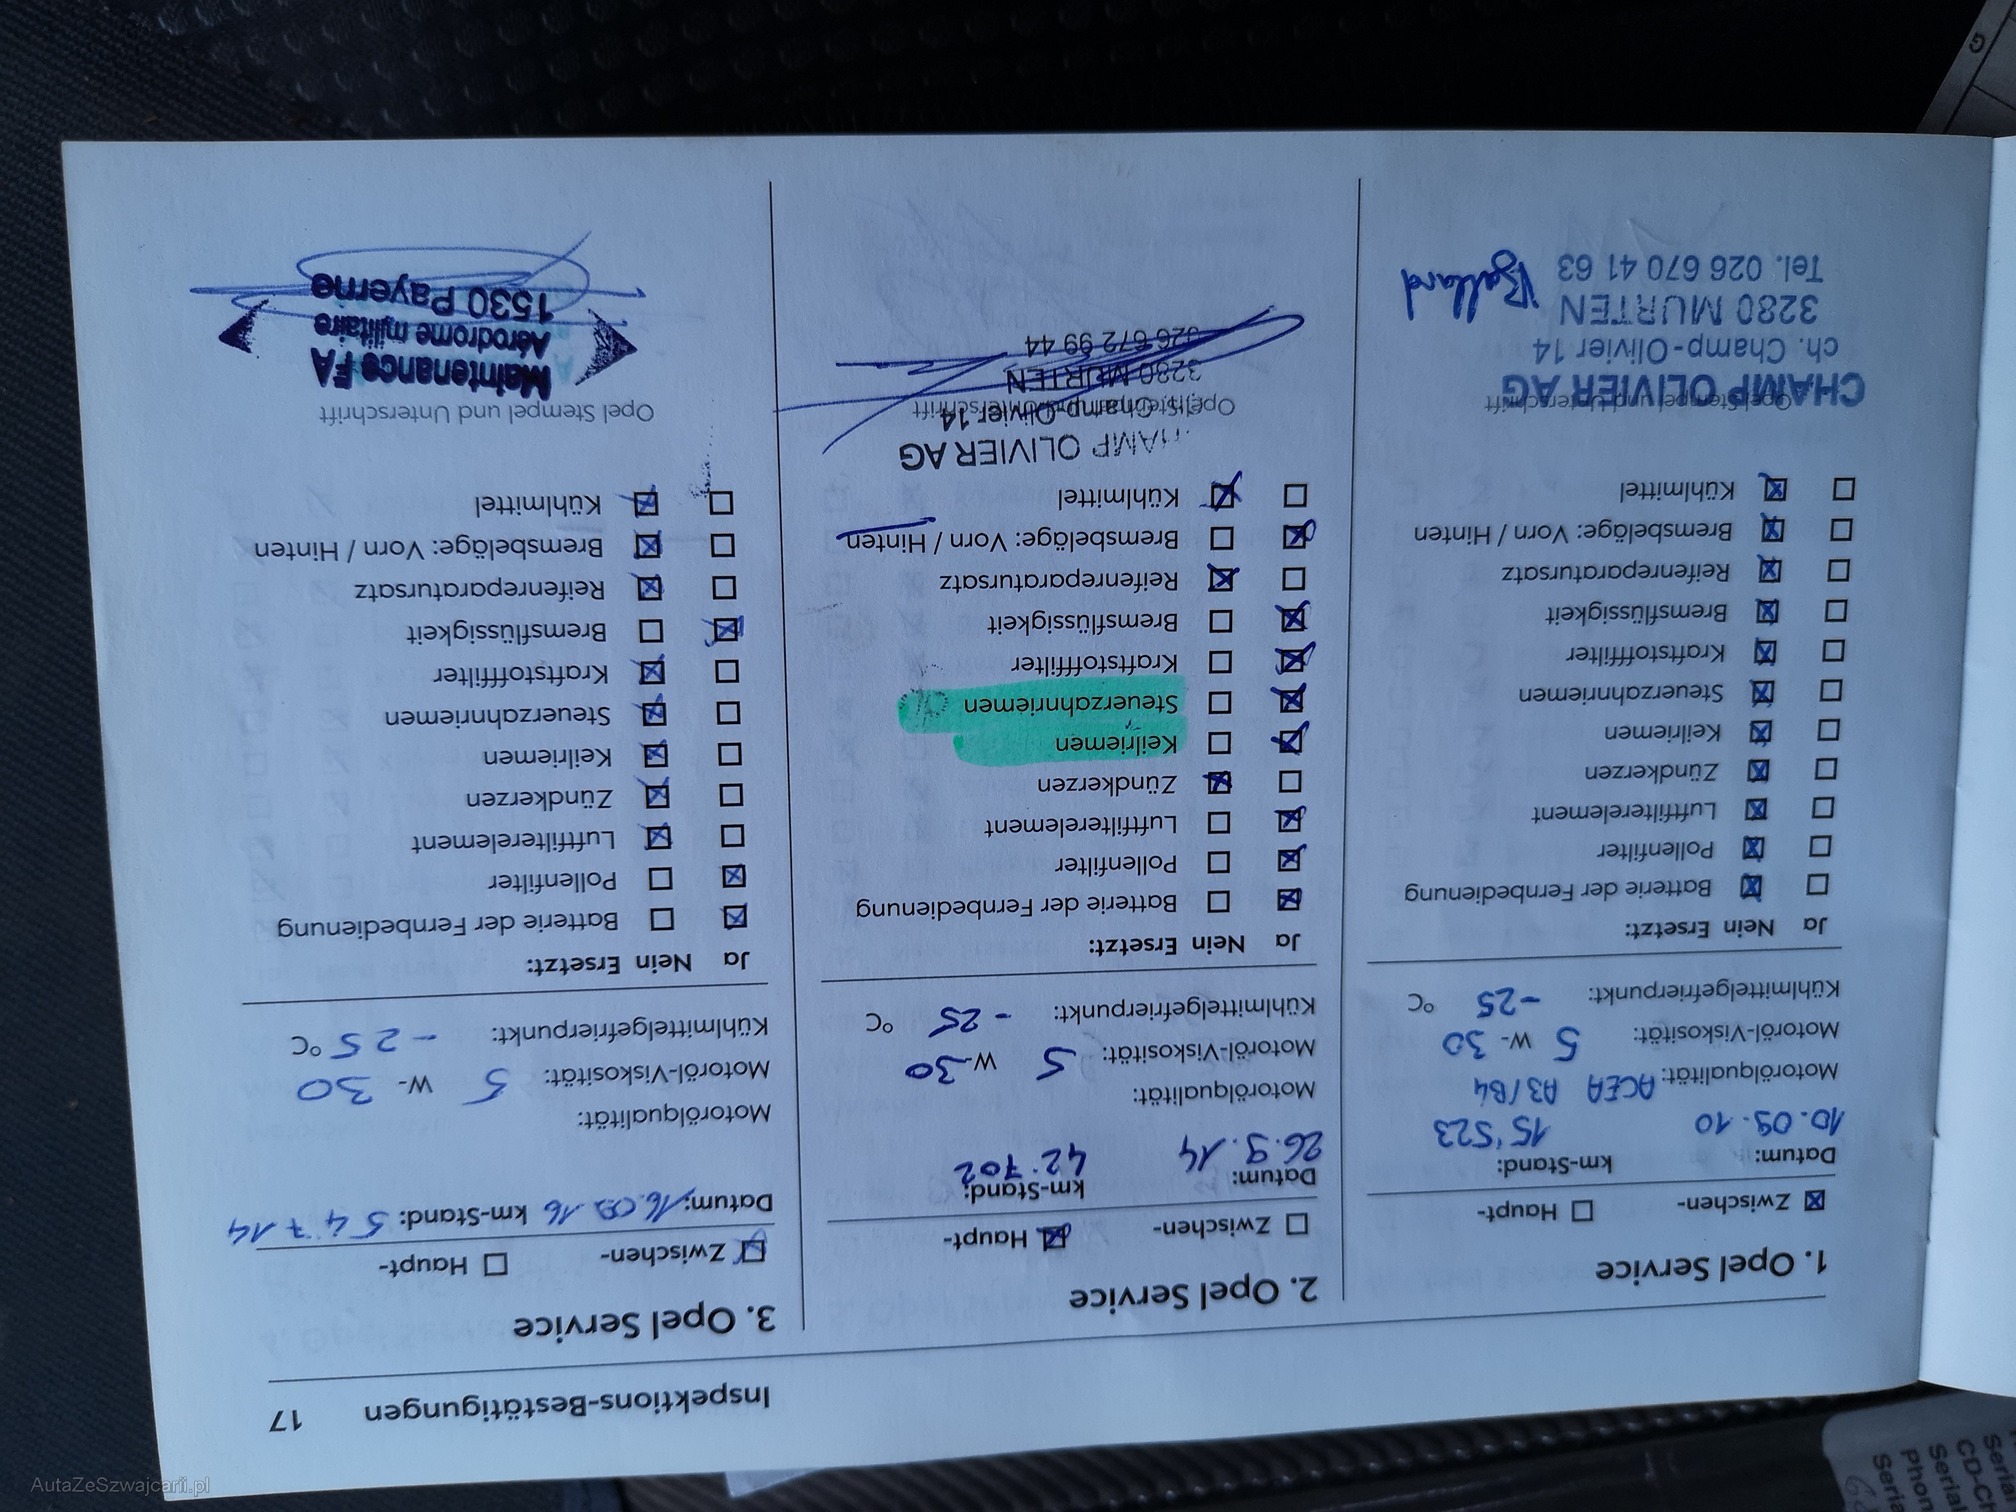 Inspektions-Bestätigungen 17
1. Opel Service
Zwischen- Haupt-
Datum: km-Stand:
10.09.10 15'523
Motorölqualität: ACEA A3/B4
Motoröl-Viskosität: 5 W- 30
Kühlmittelgefrierpunkt: -25 °C
Ja Nein Ersetzt:
Batterie der Fernbedienung
Pollenfilter
Luftfilterelement
Zündkerzen
Keilriemen
Steuerzahnriemen
Kraftstofffilter
Bremsflüssigkeit
Reifenreparatursatz
Bremsbeläge: Vorn / Hinten
Kühlmittel
Opel Stempel und Unterschrift
CHAMP OLIVIER AG
ch. Champ-Olivier 14
3280 MURTEN
Tel. 026 670 41 63
2. Opel Service
Zwischen- Haupt-
Datum: km-Stand:
26.9.14 42.702
Motorölqualität:
Motoröl-Viskosität: 5 W-30
Kühlmittelgefrierpunkt: -25 °C
Ja Nein Ersetzt:
Batterie der Fernbedienung
Pollenfilter
Luftfilterelement
Zündkerzen
Keilriemen
Steuerzahnriemen
Kraftstofffilter
Bremsflüssigkeit
Reifenreparatursatz
Bremsbeläge: Vorn / Hinten
Kühlmittel
HAMP OLIVIER AG
Champ-Olivier 14
3280 MURTEN
026 672 99 44
3. Opel Service
Zwischen- Haupt-
Datum: 16.09.16 km-Stand: 54714
Motorölqualität:
Motoröl-Viskosität: 5 W- 30
Kühlmittelgefrierpunkt: -25 °C
Ja Nein Ersetzt:
Batterie der Fernbedienung
Pollenfilter
Luftfilterelement
Zündkerzen
Keilriemen
Steuerzahnriemen
Kraftstofffilter
Bremsflüssigkeit
Reifenreparatursatz
Bremsbeläge: Vorn / Hinten
Kühlmittel
Opel Stempel und Unterschrift
Maintenance FA
Aérodrome militaire
1530 Payerne
AutaZeSzwajcarii.pl